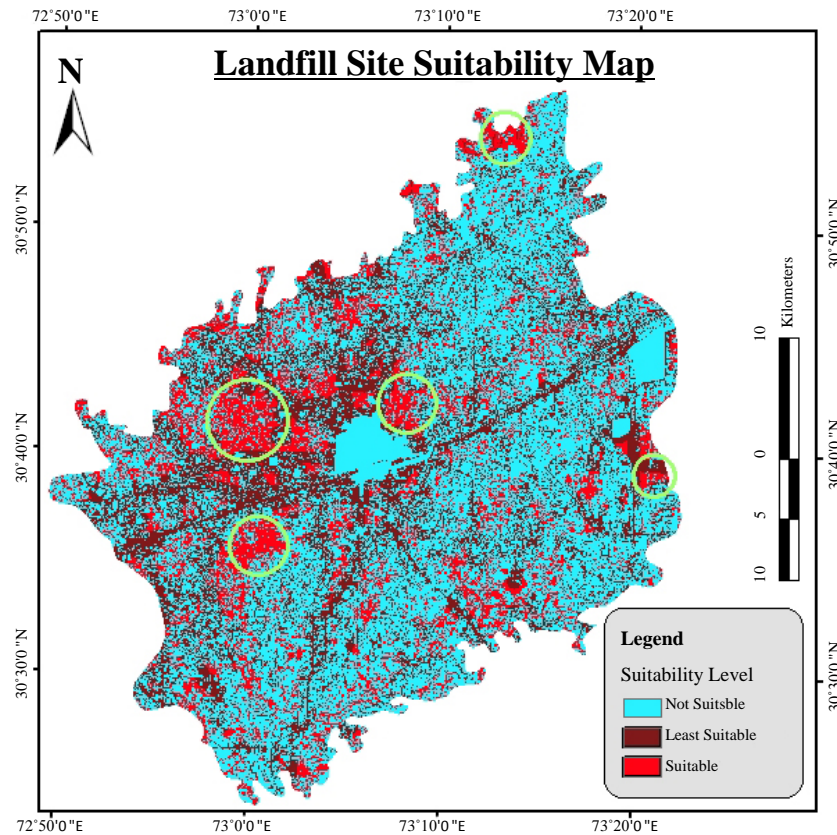 72°50'0"E 73°0'0"E 73°10'0"E 73°20'0"E
Landfill Site Suitability Map
N
30°50'0"N
30°50'0"N
Kilometers
10
0
5
10
30°40'0"N
30°40'0"N
30°30'0"N
30°30'0"N
Legend
Suitability Level
Not Suitsble
Least Suitable
Suitable
72°50'0"E 73°0'0"E 73°10'0"E 73°20'0"E